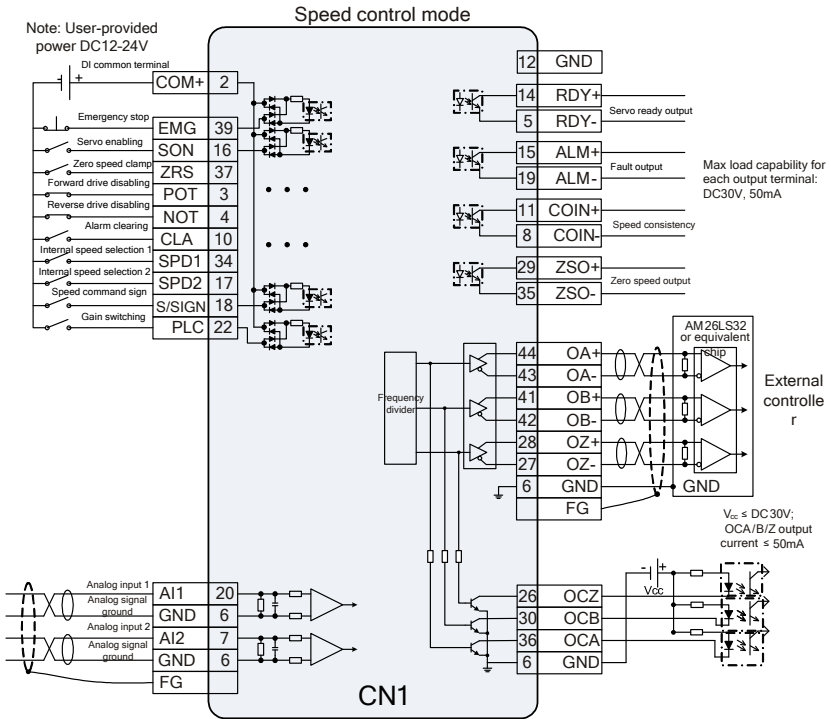 Speed control mode
Note: User-provided
power DC12-24V
DI common terminal
- +
COM+ 2
Emergency stop
EMG 39
Servo enabling
SON 16
Zero speed clamp
ZRS 37
Forward drive disabling
POT 3
Reverse drive disabling
NOT 4
Alarm clearing
CLA 10
Internal speed selection 1
SPD1 34
Internal speed selection 2
SPD2 17
Speed command sign
S/SIGN 18
Gain switching
PLC 22
12 GND
14 RDY+
Servo ready output
5 RDY-
15 ALM+
Fault output
19 ALM-
Max load capability for
each output terminal:
DC30V, 50mA
11 COIN+
Speed consistency
8 COIN-
29 ZSO+
Zero speed output
35 ZSO-
AM26LS32
or equivalent
chip
Frequency
divider
44 OA+
43 OA-
41 OB+
42 OB-
28 OZ+
27 OZ-
6 GND
FG
GND
External
controlle
r
Vcc ≤ DC30V;
OCA/B/Z output
current ≤ 50mA
- +
Vcc
26 OCZ
30 OCB
36 OCA
6 GND
Analog input 1
AI1 20
Analog signal
ground
GND 6
Analog input 2
AI2 7
Analog signal
ground
GND 6
FG
CN1